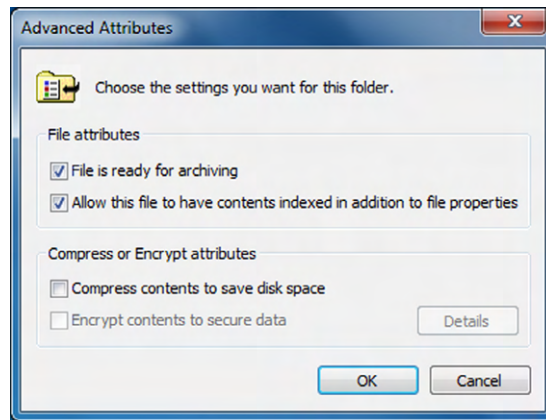 Advanced Attributes
Choose the settings you want for this folder.
File attributes
File is ready for archiving
Allow this file to have contents indexed in addition to file properties
Compress or Encrypt attributes
Compress contents to save disk space
Encrypt contents to secure data
Details
OK
Cancel